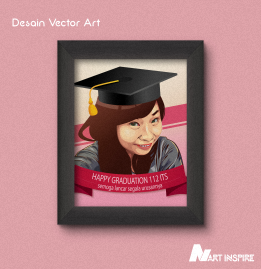 Desain Vector Art
HAPPY GRADUATION 112 ITS
semoga lancar segala urusannya
ART INSPIRE